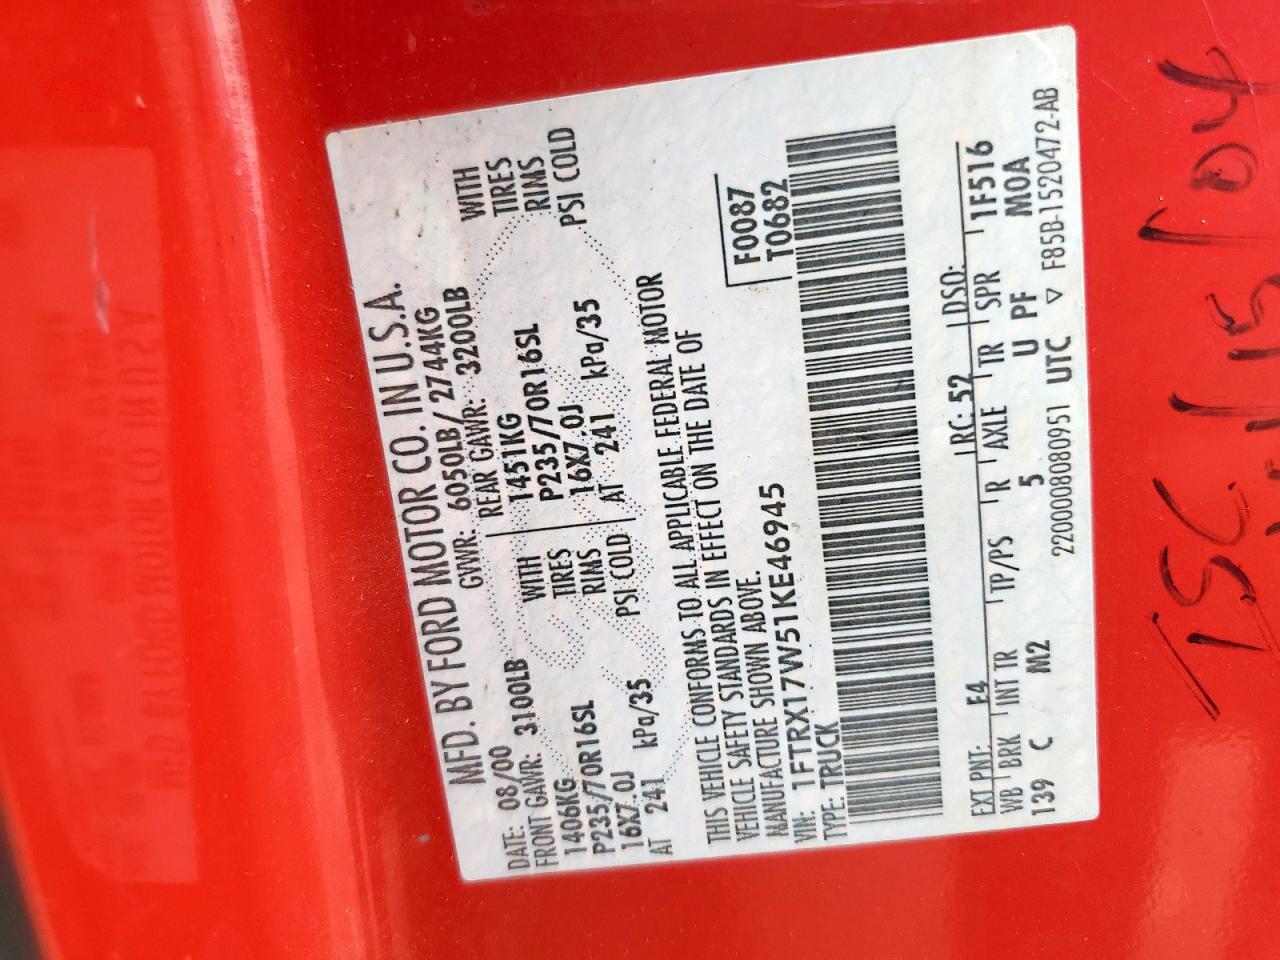 MFD. BY FORD MOTOR CO. IN U.S.A.
DATE: 08/00 GVWR: 6050LB/ 2744KG
FRONT GAWR: 3100LB REAR GAWR: 3200LB
1406KG WITH 1451KG WITH
P235/70R16SL TIRES P235/70R16SL TIRES
16X7.0J RIMS 16X7.0J RIMS
AT 241 kPa/35 PSI COLD AT 241 kPa/35 PSI COLD
THIS VEHICLE CONFORMS TO ALL APPLICABLE FEDERAL MOTOR
VEHICLE SAFETY STANDARDS IN EFFECT ON THE DATE OF
MANUFACTURE SHOWN ABOVE.
VIN: 1FTRX17W51KE46945 F0087
TYPE: TRUCK T0682
EXT PNT: E4 RC: 52 DSO:
WB BRK INT TR TP/PS R AXLE TR SPR 1F516
139 C M2 5 U PF M0A
2200008080951 UTC ▽ F85B-1520472-AB
TSC
15/04